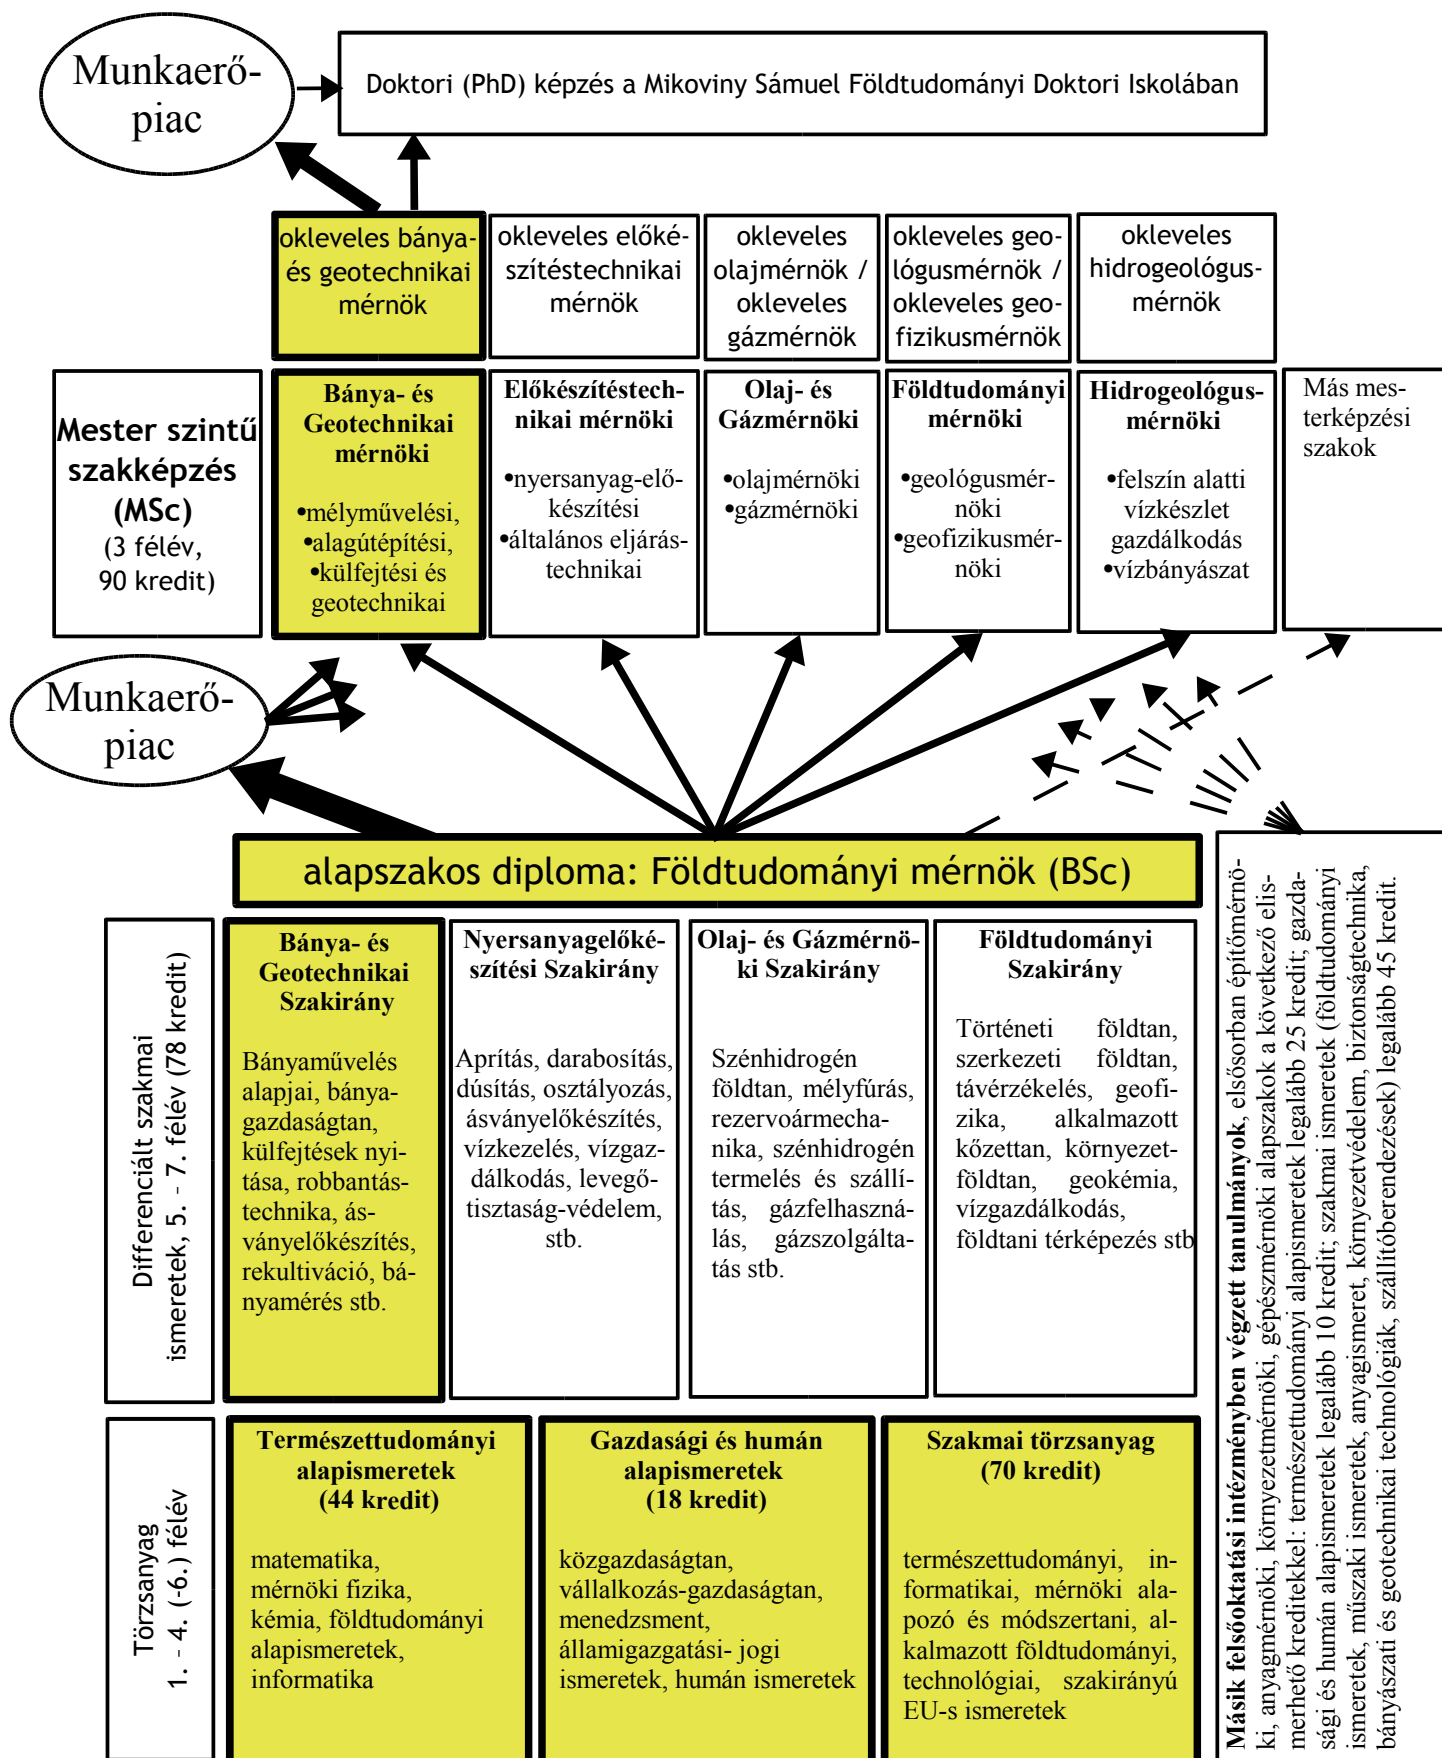 Munkaerő-
piac
Doktori (PhD) képzés a Mikoviny Sámuel Földtudományi Doktori Iskolában
okleveles bánya-
és geotechnikai
mérnök
okleveles előké-
szítéstechnikai
mérnök
okleveles
olajmérnök /
okleveles
gázmérnök
okleveles geo-
lógusmérnök /
okleveles geo-
fizikusmérnök
okleveles
hidrogeológus-
mérnök
Mester szintű
szakképzés
(MSc)
(3 félév,
90 kredit)
Bánya- és
Geotechnikai
mérnöki
•mélyművelési,
•alagútépítési,
•külfejtési és
geotechnikai
Előkészítéstech-
nikai mérnöki
•nyersanyag-elő-
készítési
•általános eljárás-
technikai
Olaj- és
Gázmérnöki
•olajmérnöki
•gázmérnöki
Földtudományi
mérnöki
•geológusmér-
nöki
•geofizikusmér-
nöki
Hidrogeológus-
mérnöki
•felszín alatti
vízkészlet
gazdálkodás
•vízbányászat
Más mes-
terképzési
szakok
Munkaerő-
piac
alapszakos diploma: Földtudományi mérnök (BSc)
Differenciált szakmai
ismeretek, 5. - 7. félév (78 kredit)
Bánya- és
Geotechnikai
Szakirány
Bányaművelés
alapjai, bánya-
gazdaságtan,
külfejtések nyi-
tása, robbantás-
technika, ás-
ványelőkészítés,
rekultiváció, bá-
nyamérés stb.
Nyersanyagelőké-
szítési Szakirány
Aprítás, darabosítás,
dúsítás, osztályozás,
ásványelőkészítés,
vízkezelés, vízgaz-
dálkodás, levegő-
tisztaság-védelem,
stb.
Olaj- és Gázmérnö-
ki Szakirány
Szénhidrogén
földtan, mélyfúrás,
rezervoármecha-
nika, szénhidrogén
termelés és szállí-
tás, gázfelhaszná-
lás, gázszolgálta-
tás stb.
Földtudományi
Szakirány
Történeti földtan,
szerkezeti földtan,
távérzékelés, geofi-
zika, alkalmazott
kőzettan, környezet-
földtan, geokémia,
vízgazdálkodás,
földtani térképezés stb
Törzsanyag
1. - 4. (-6.) félév
Természettudományi
alapismeretek
(44 kredit)
matematika,
mérnöki fizika,
kémia, földtudományi
alapismeretek,
informatika
Gazdasági és humán
alapismeretek
(18 kredit)
közgazdaságtan,
vállalkozás-gazdaságtan,
menedzsment,
államigazgatási- jogi
ismeretek, humán ismeretek
Szakmai törzsanyag
(70 kredit)
természettudományi, in-
formatikai, mérnöki ala-
pozó és módszertani, al-
kalmazott földtudományi,
technológiai, szakirányú
EU-s ismeretek
Másik felsőoktatási intézményben végzett tanulmányok, elsősorban építőmérnö-
ki, anyagmérnöki, környezetmérnöki, gépészmérnöki alapszakok a következő elis-
merhető kreditekkel: természettudományi alapismeretek legalább 25 kredit; gazda-
sági és humán alapismeretek legalább 10 kredit; szakmai ismeretek (földtudományi
ismeretek, műszaki ismeretek, anyagismeret, környezetvédelem, biztonságtechnika,
bányászati és geotechnikai technológiák, szállítóberendezések) legalább 45 kredit.